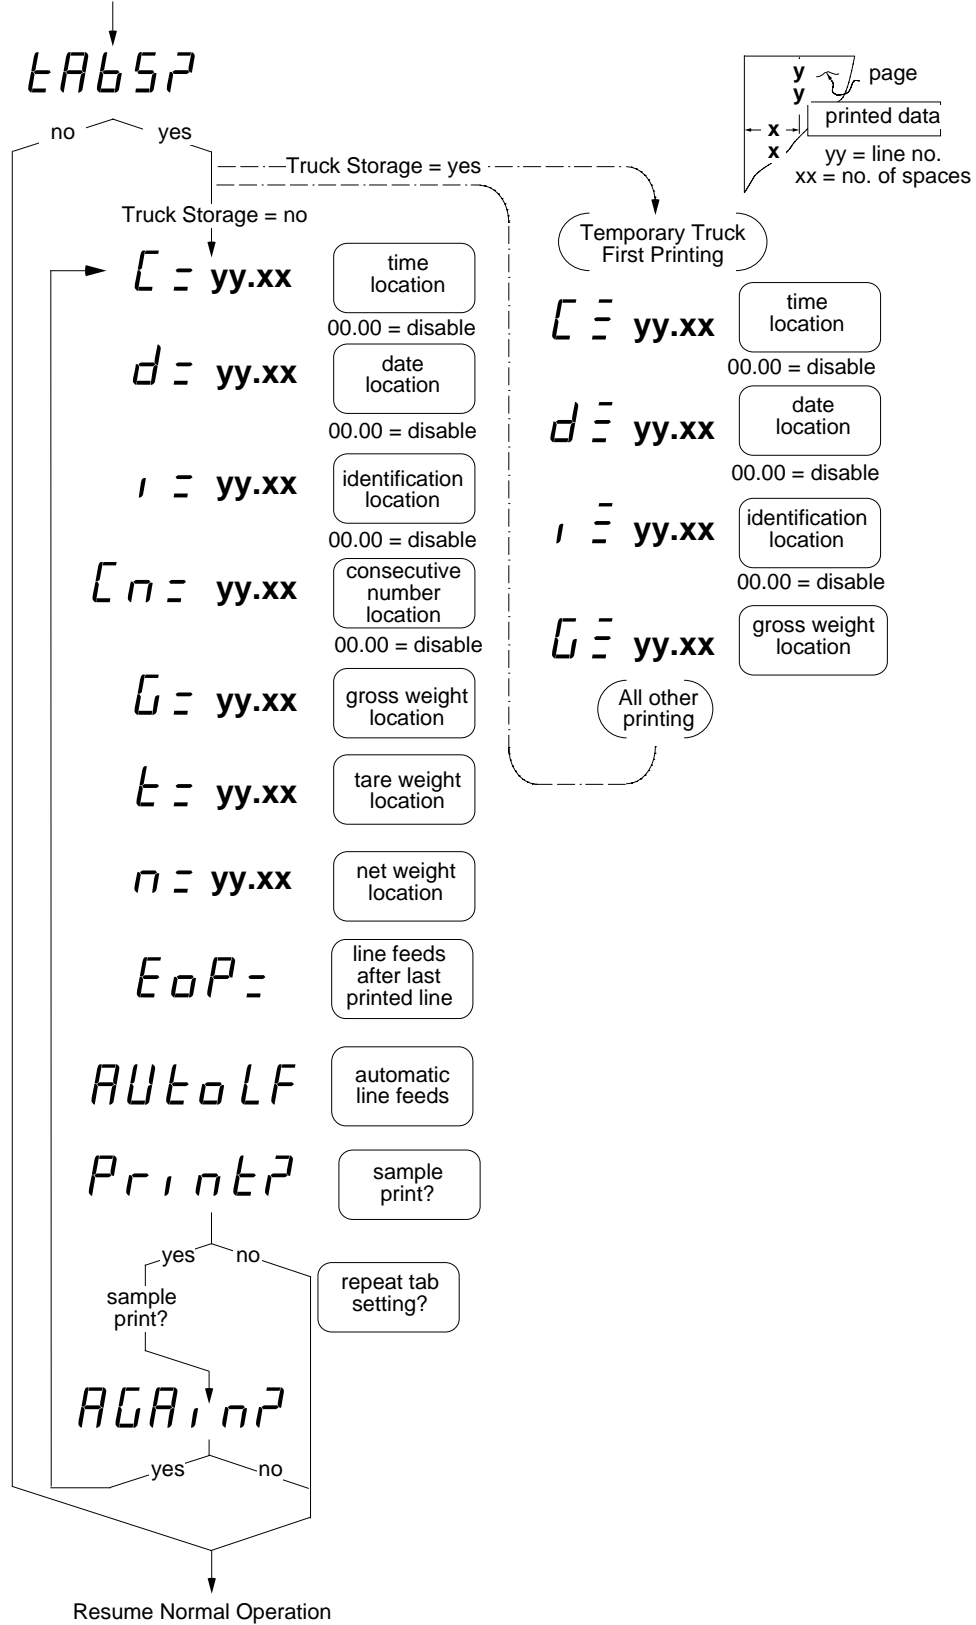 tAbS?
no yes
y page
y
printed data
x
x
yy = line no.
xx = no. of spaces
Truck Storage = yes
Truck Storage = no
C = yy.xx
time
location
00.00 = disable
d = yy.xx
date
location
00.00 = disable
i = yy.xx
identification
location
00.00 = disable
Cn = yy.xx
consecutive
number
location
00.00 = disable
G = yy.xx
gross weight
location
t = yy.xx
tare weight
location
n = yy.xx
net weight
location
EoP =
line feeds
after last
printed line
AUtoLF
automatic
line feeds
Print?
sample
print?
yes no
sample
print?
repeat tab
setting?
AGAin?
yes no
Resume Normal Operation
Temporary Truck
First Printing
C ≡ yy.xx
time
location
00.00 = disable
d ≡ yy.xx
date
location
00.00 = disable
i ≡ yy.xx
identification
location
00.00 = disable
G ≡ yy.xx
gross weight
location
All other
printing